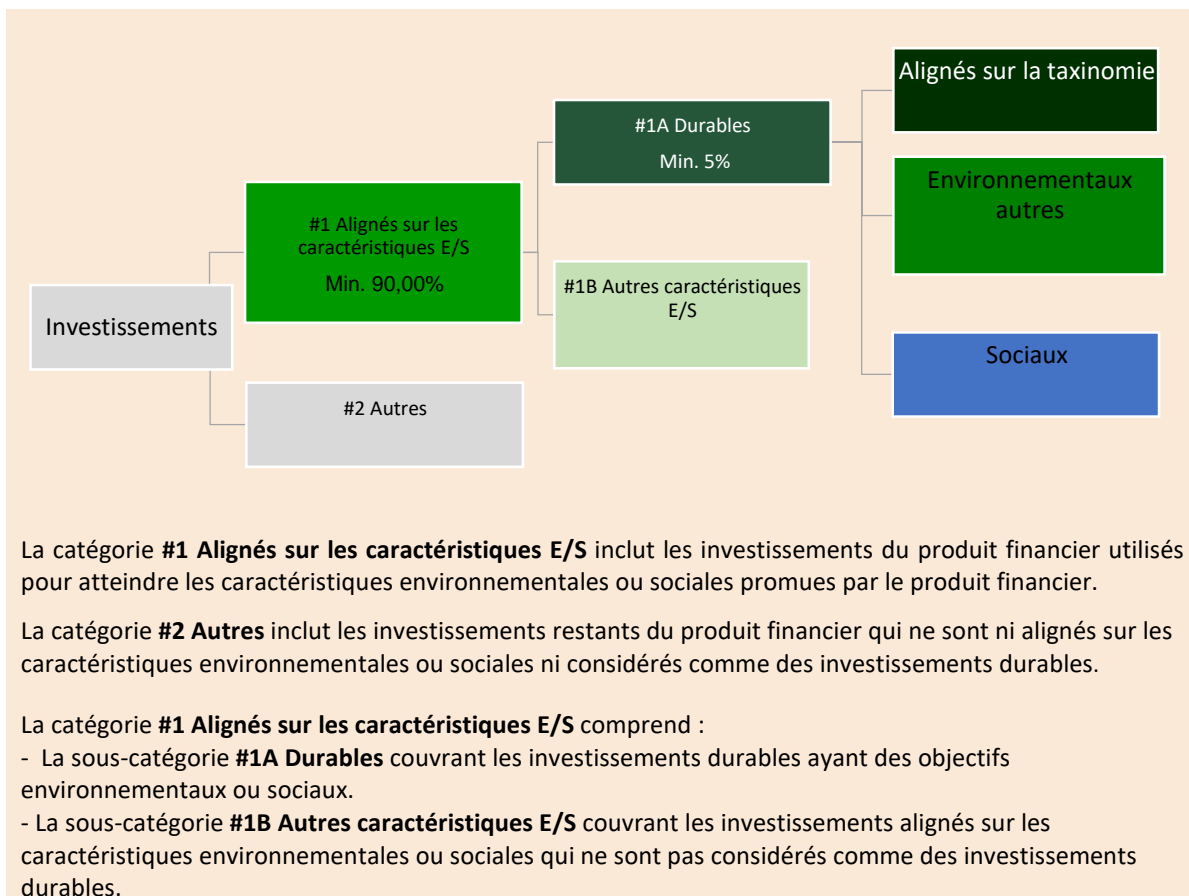 Alignés sur la taxinomie
#1A Durables
Min. 5%
Environnementaux
autres
#1 Alignés sur les
caractéristiques E/S
Min. 90,00%
#1B Autres caractéristiques
E/S
Investissements
Sociaux
#2 Autres
La catégorie #1 Alignés sur les caractéristiques E/S inclut les investissements du produit financier utilisés
pour atteindre les caractéristiques environnementales ou sociales promues par le produit financier.
La catégorie #2 Autres inclut les investissements restants du produit financier qui ne sont ni alignés sur les
caractéristiques environnementales ou sociales ni considérés comme des investissements durables.
La catégorie #1 Alignés sur les caractéristiques E/S comprend :
- La sous-catégorie #1A Durables couvrant les investissements durables ayant des objectifs
environnementaux ou sociaux.
- La sous-catégorie #1B Autres caractéristiques E/S couvrant les investissements alignés sur les
caractéristiques environnementales ou sociales qui ne sont pas considérés comme des investissements
durables.